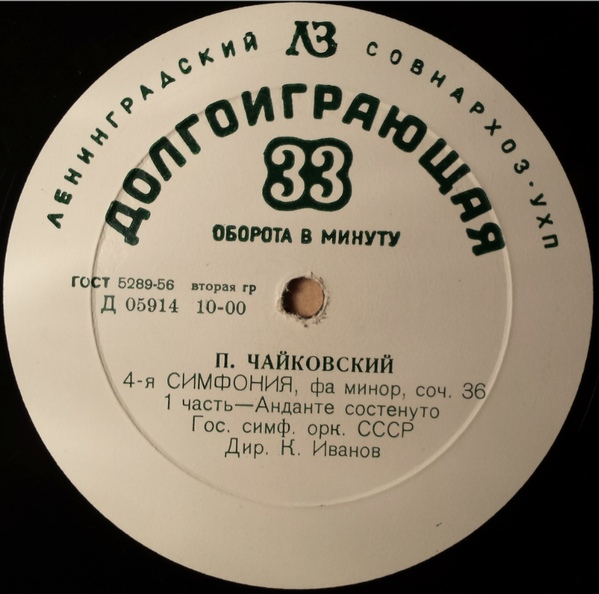 ЛЕНИНГРАДСКИЙ ЛЗ СОВНАРХОЗ·УХП
ДОЛГОИГРАЮЩАЯ
33
ОБОРОТА В МИНУТУ
ГОСТ 5289-56 вторая гр
Д 05914 10-00
П. ЧАЙКОВСКИЙ
4-я СИМФОНИЯ, фа минор, соч. 36
1 часть—Анданте состенуто
Гос. симф. орк. СССР
Дир. К. Иванов